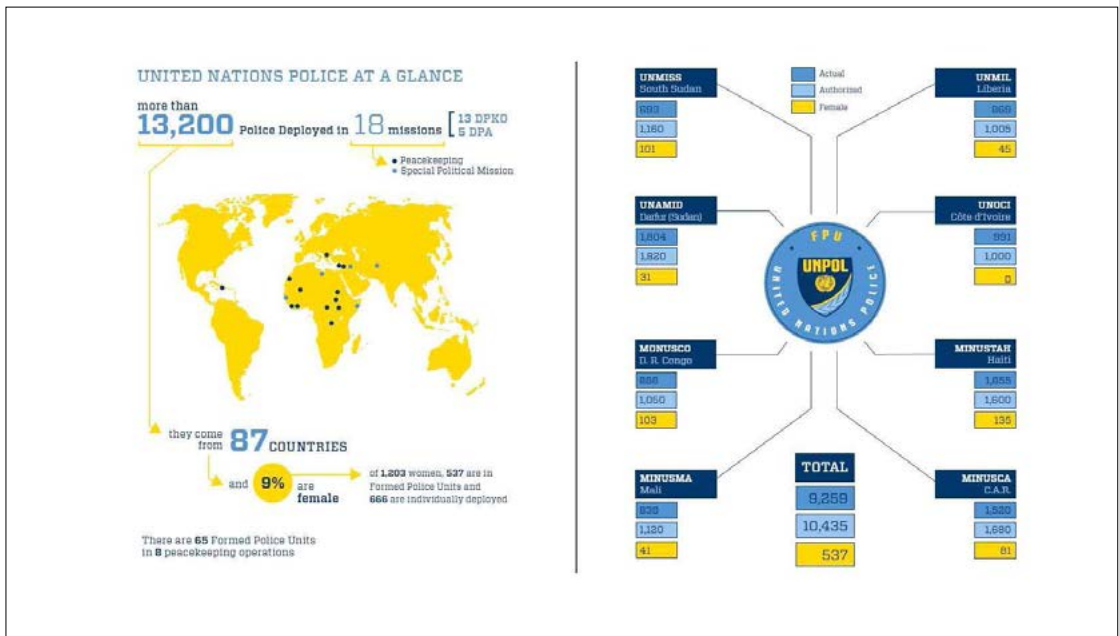 UNITED NATIONS POLICE AT A GLANCE
more than
13,200 Police Deployed in 18 missions
13 DPKO
5 DPA
Peacekeeping
Special Political Mission
they come
from 87 COUNTRIES
and 9% are
female
of 1,203 women, 537 are in
Formed Police Units and
666 are individually deployed
There are 65 Formed Police Units
in 8 peacekeeping operations
Actual
Authorized
Female
UNMISS
South Sudan
1,160
101
UNMIL
Liberia
1,005
45
UNAMID
Darfur (Sudan)
1,804
1,820
31
UNOCI
Côte d'Ivoire
991
1,000
0
FPU
UNPOL
UNITED NATIONS POLICE
MONUSCO
D. R. Congo
1,050
103
MINUSTAH
Haiti
1,600
135
MINUSMA
Mali
1,120
41
MINUSCA
C.A.R.
1,520
1,680
81
TOTAL
9,259
10,435
537